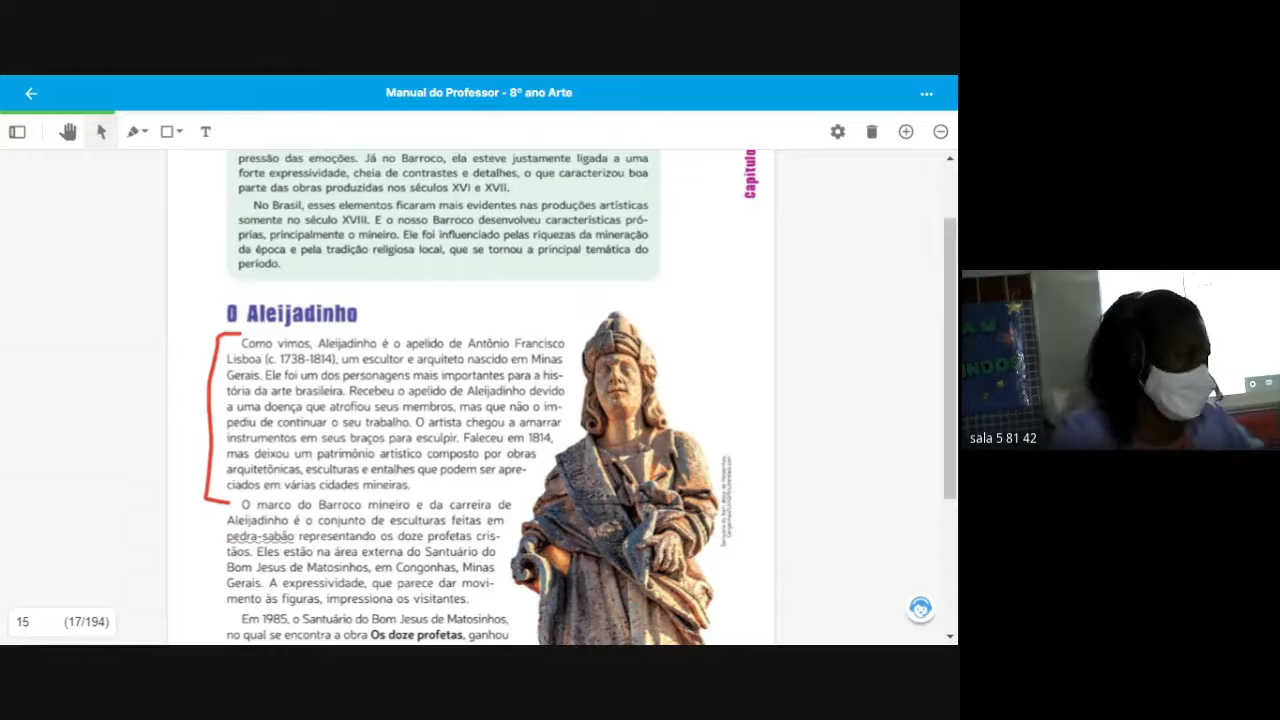 Manual do Professor - 8º ano Arte
...
T
pressão das emoções. Já no Barroco, ela esteve justamente ligada a uma
forte expressividade, cheia de contrastes e detalhes, o que caracterizou boa
parte das obras produzidas nos séculos XVI e XVII.
No Brasil, esses elementos ficaram mais evidentes nas produções artísticas
somente no século XVIII. E o nosso Barroco desenvolveu características pró-
prias, principalmente o mineiro. Ele foi influenciado pelas riquezas da mineração
da época e pela tradição religiosa local, que se tornou a principal temática do
período.
Capítulo
O Aleijadinho
Como vimos, Aleijadinho é o apelido de Antônio Francisco
Lisboa (c. 1738-1814), um escultor e arquiteto nascido em Minas
Gerais. Ele foi um dos personagens mais importantes para a his-
tória da arte brasileira. Recebeu o apelido de Aleijadinho devido
a uma doença que atrofiou seus membros, mas que não o im-
pediu de continuar o seu trabalho. O artista chegou a amarrar
instrumentos em seus braços para esculpir. Faleceu em 1814,
mas deixou um patrimônio artístico composto por obras
arquitetônicas, esculturas e entalhes que podem ser apre-
ciados em várias cidades mineiras.
O marco do Barroco mineiro e da carreira de
Aleijadinho é o conjunto de esculturas feitas em
pedra-sabão representando os doze profetas cris-
tãos. Eles estão na área externa do Santuário do
Bom Jesus de Matosinhos, em Congonhas, Minas
Gerais. A expressividade, que parece dar movi-
mento às figuras, impressiona os visitantes.
Em 1985, o Santuário do Bom Jesus de Matosinhos,
no qual se encontra a obra Os doze profetas, ganhou
15 (17/194)
sala 5 81 42